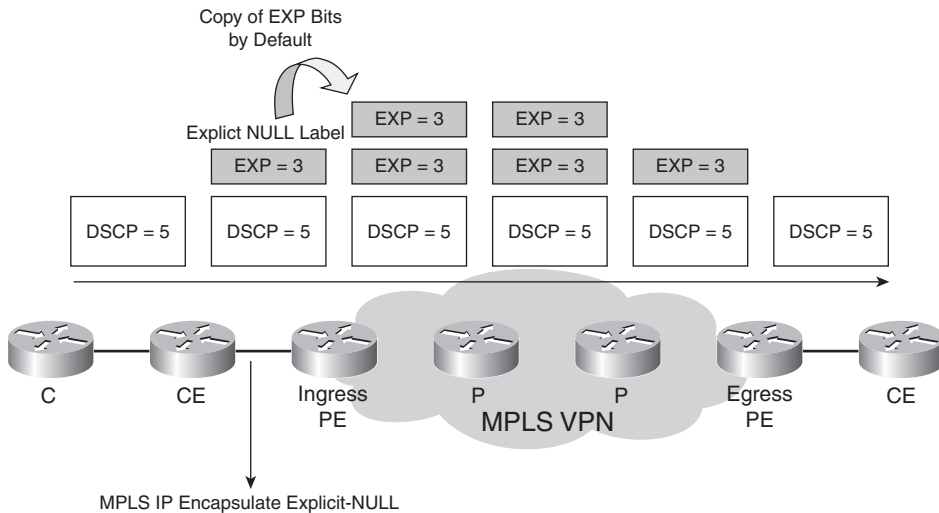 Copy of EXP Bits
by Default
Explict NULL Label
EXP = 3
EXP = 3
EXP = 3
EXP = 3
EXP = 3
EXP = 3
DSCP = 5
DSCP = 5
DSCP = 5
DSCP = 5
DSCP = 5
DSCP = 5
C
CE
Ingress
PE
P
P
Egress
PE
CE
MPLS VPN
MPLS IP Encapsulate Explicit-NULL